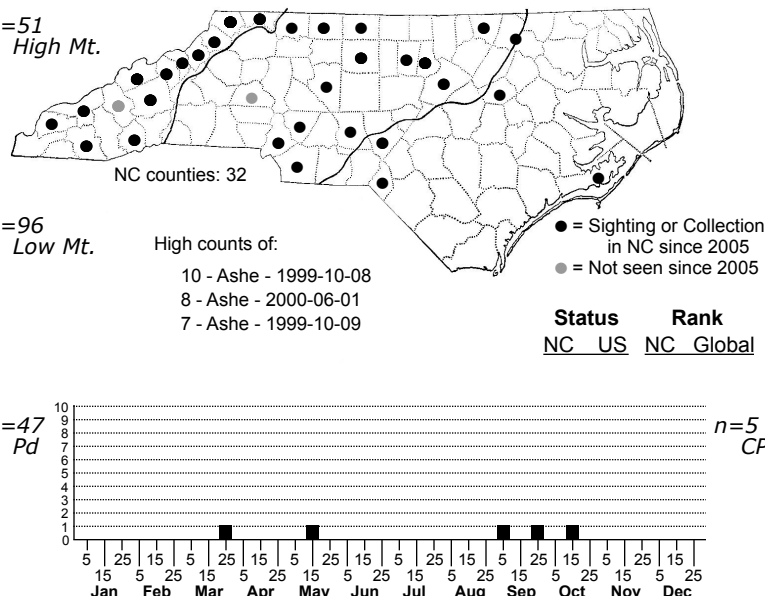 =51
High Mt.
NC counties: 32
=96
Low Mt.
High counts of:
10 - Ashe - 1999-10-08
8 - Ashe - 2000-06-01
7 - Ashe - 1999-10-09
= Sighting or Collection
in NC since 2005
= Not seen since 2005
Status Rank
NC US NC Global
=47
Pd
n=5
CP
10
9
8
7
6
5
4
3
2
1
0
5 25 15 5 25 15 5 25 15 5 25 15 5 25 15 5 25 15
15 5 25 15 5 25 15 5 25 15 5 25 15 5 25 15 5 25
Jan Feb Mar Apr May Jun Jul Aug Sep Oct Nov Dec